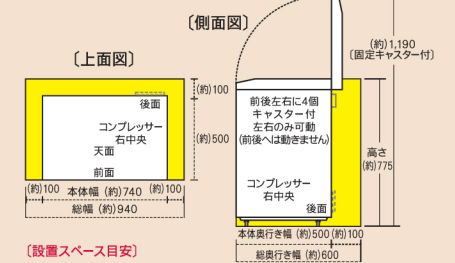 〔側面図〕
〔上面図〕
(約)1,190
〔固定キャスター付〕
(約)100
後面
コンプレッサー
右中央
天面
前面
(約)500
(約)100
本体幅 (約)740
(約)100
総幅 (約)940
前後左右に4個
キャスター付
左右のみ可動
(前後へは動きません)
コンプレッサー
右中央
後面
高さ
(約)775
本体奥行き幅 (約)500
(約)100
総奥行き幅 (約)600
〔設置スペース目安〕